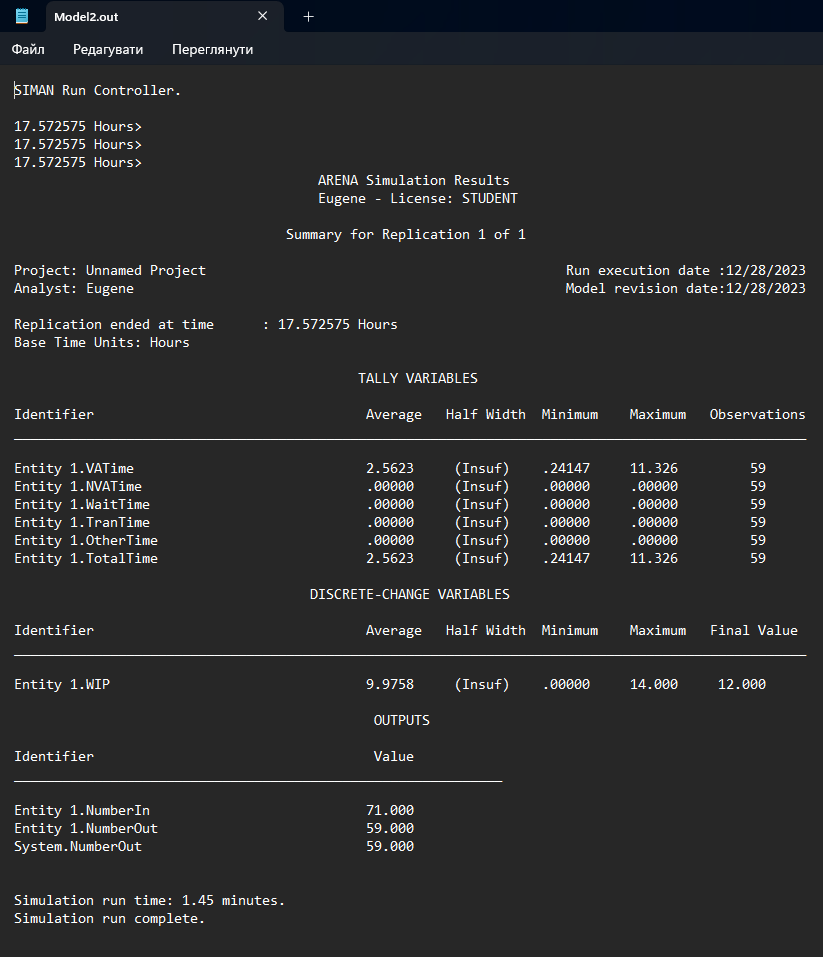 Model2.out
Файл Редагувати Переглянути
SIMAN Run Controller.
17.572575 Hours>
17.572575 Hours>
17.572575 Hours>
ARENA Simulation Results
Eugene - License: STUDENT
Summary for Replication 1 of 1
Project: Unnamed Project Run execution date :12/28/2023
Analyst: Eugene Model revision date:12/28/2023
Replication ended at time : 17.572575 Hours
Base Time Units: Hours
TALLY VARIABLES
Identifier Average Half Width Minimum Maximum Observations
Entity 1.VATime 2.5623 (Insuf) .24147 11.326 59
Entity 1.NVATime .00000 (Insuf) .00000 .00000 59
Entity 1.WaitTime .00000 (Insuf) .00000 .00000 59
Entity 1.TranTime .00000 (Insuf) .00000 .00000 59
Entity 1.OtherTime .00000 (Insuf) .00000 .00000 59
Entity 1.TotalTime 2.5623 (Insuf) .24147 11.326 59
DISCRETE-CHANGE VARIABLES
Identifier Average Half Width Minimum Maximum Final Value
Entity 1.WIP 9.9758 (Insuf) .00000 14.000 12.000
OUTPUTS
Identifier Value
Entity 1.NumberIn 71.000
Entity 1.NumberOut 59.000
System.NumberOut 59.000
Simulation run time: 1.45 minutes.
Simulation run complete.